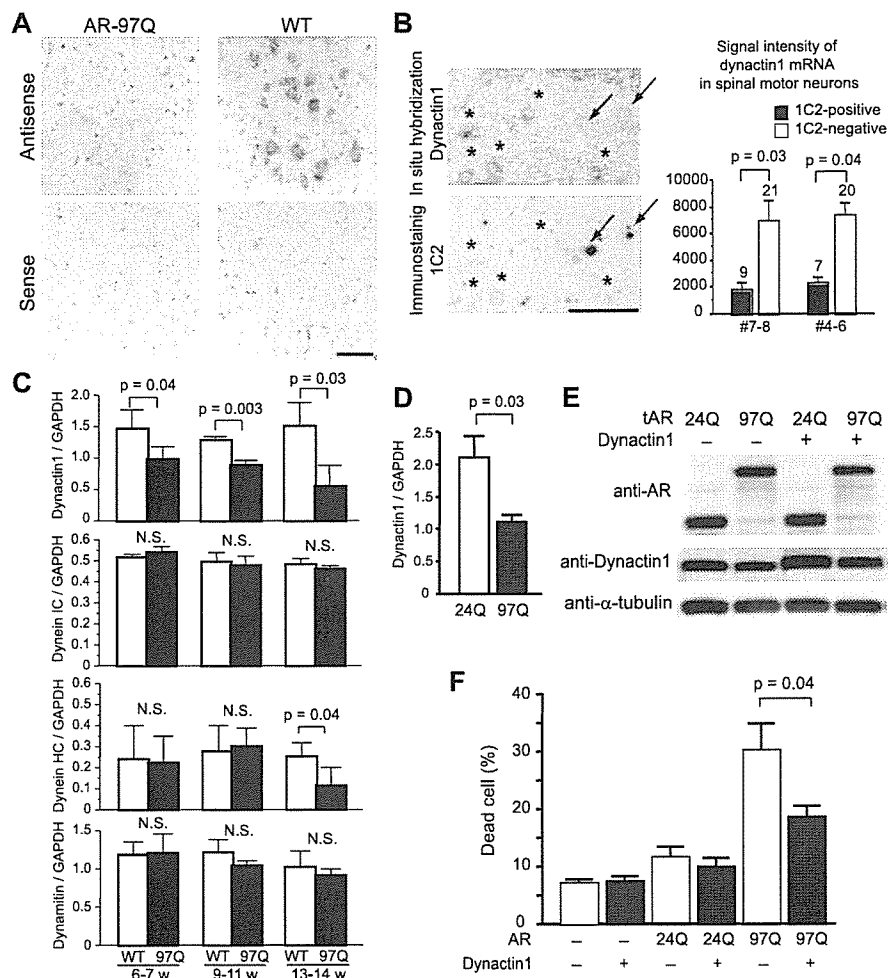 A
AR-97Q
WT
Antisense
Sense
B
In situ hybridization
Dynactin1
Immunostainig
1C2
Signal intensity of
dynactin1 mRNA
in spinal motor neurons
1C2-positive
1C2-negative
p = 0.03
p = 0.04
10000
8000
6000
4000
2000
0
9
21
7
20
#7-8
#4-6
C
Dynactin1 / GAPDH
2.0
1.5
1.0
0.5
0
p = 0.04
p = 0.003
p = 0.03
Dynein IC / GAPDH
0.6
0.5
0.4
0.3
0.2
0.1
0
N.S.
N.S.
N.S.
Dynein HC / GAPDH
0.5
0.4
0.3
0.2
0.1
0
N.S.
N.S.
p = 0.04
Dynamitin / GAPDH
2.0
1.5
1.0
0.5
0
N.S.
N.S.
N.S.
WT 97Q
WT 97Q
WT 97Q
6-7 w
9-11 w
13-14 w
D
p = 0.03
Dynactin1 / GAPDH
2.5
2.0
1.5
1.0
0.5
0
24Q
97Q
E
tAR 24Q 97Q 24Q 97Q
Dynactin1 – – + +
anti-AR
anti-Dynactin1
anti-α-tubulin
F
Dead cell (%)
40
30
20
10
0
p = 0.04
AR – – 24Q 24Q 97Q 97Q
Dynactin1 – + – + – +